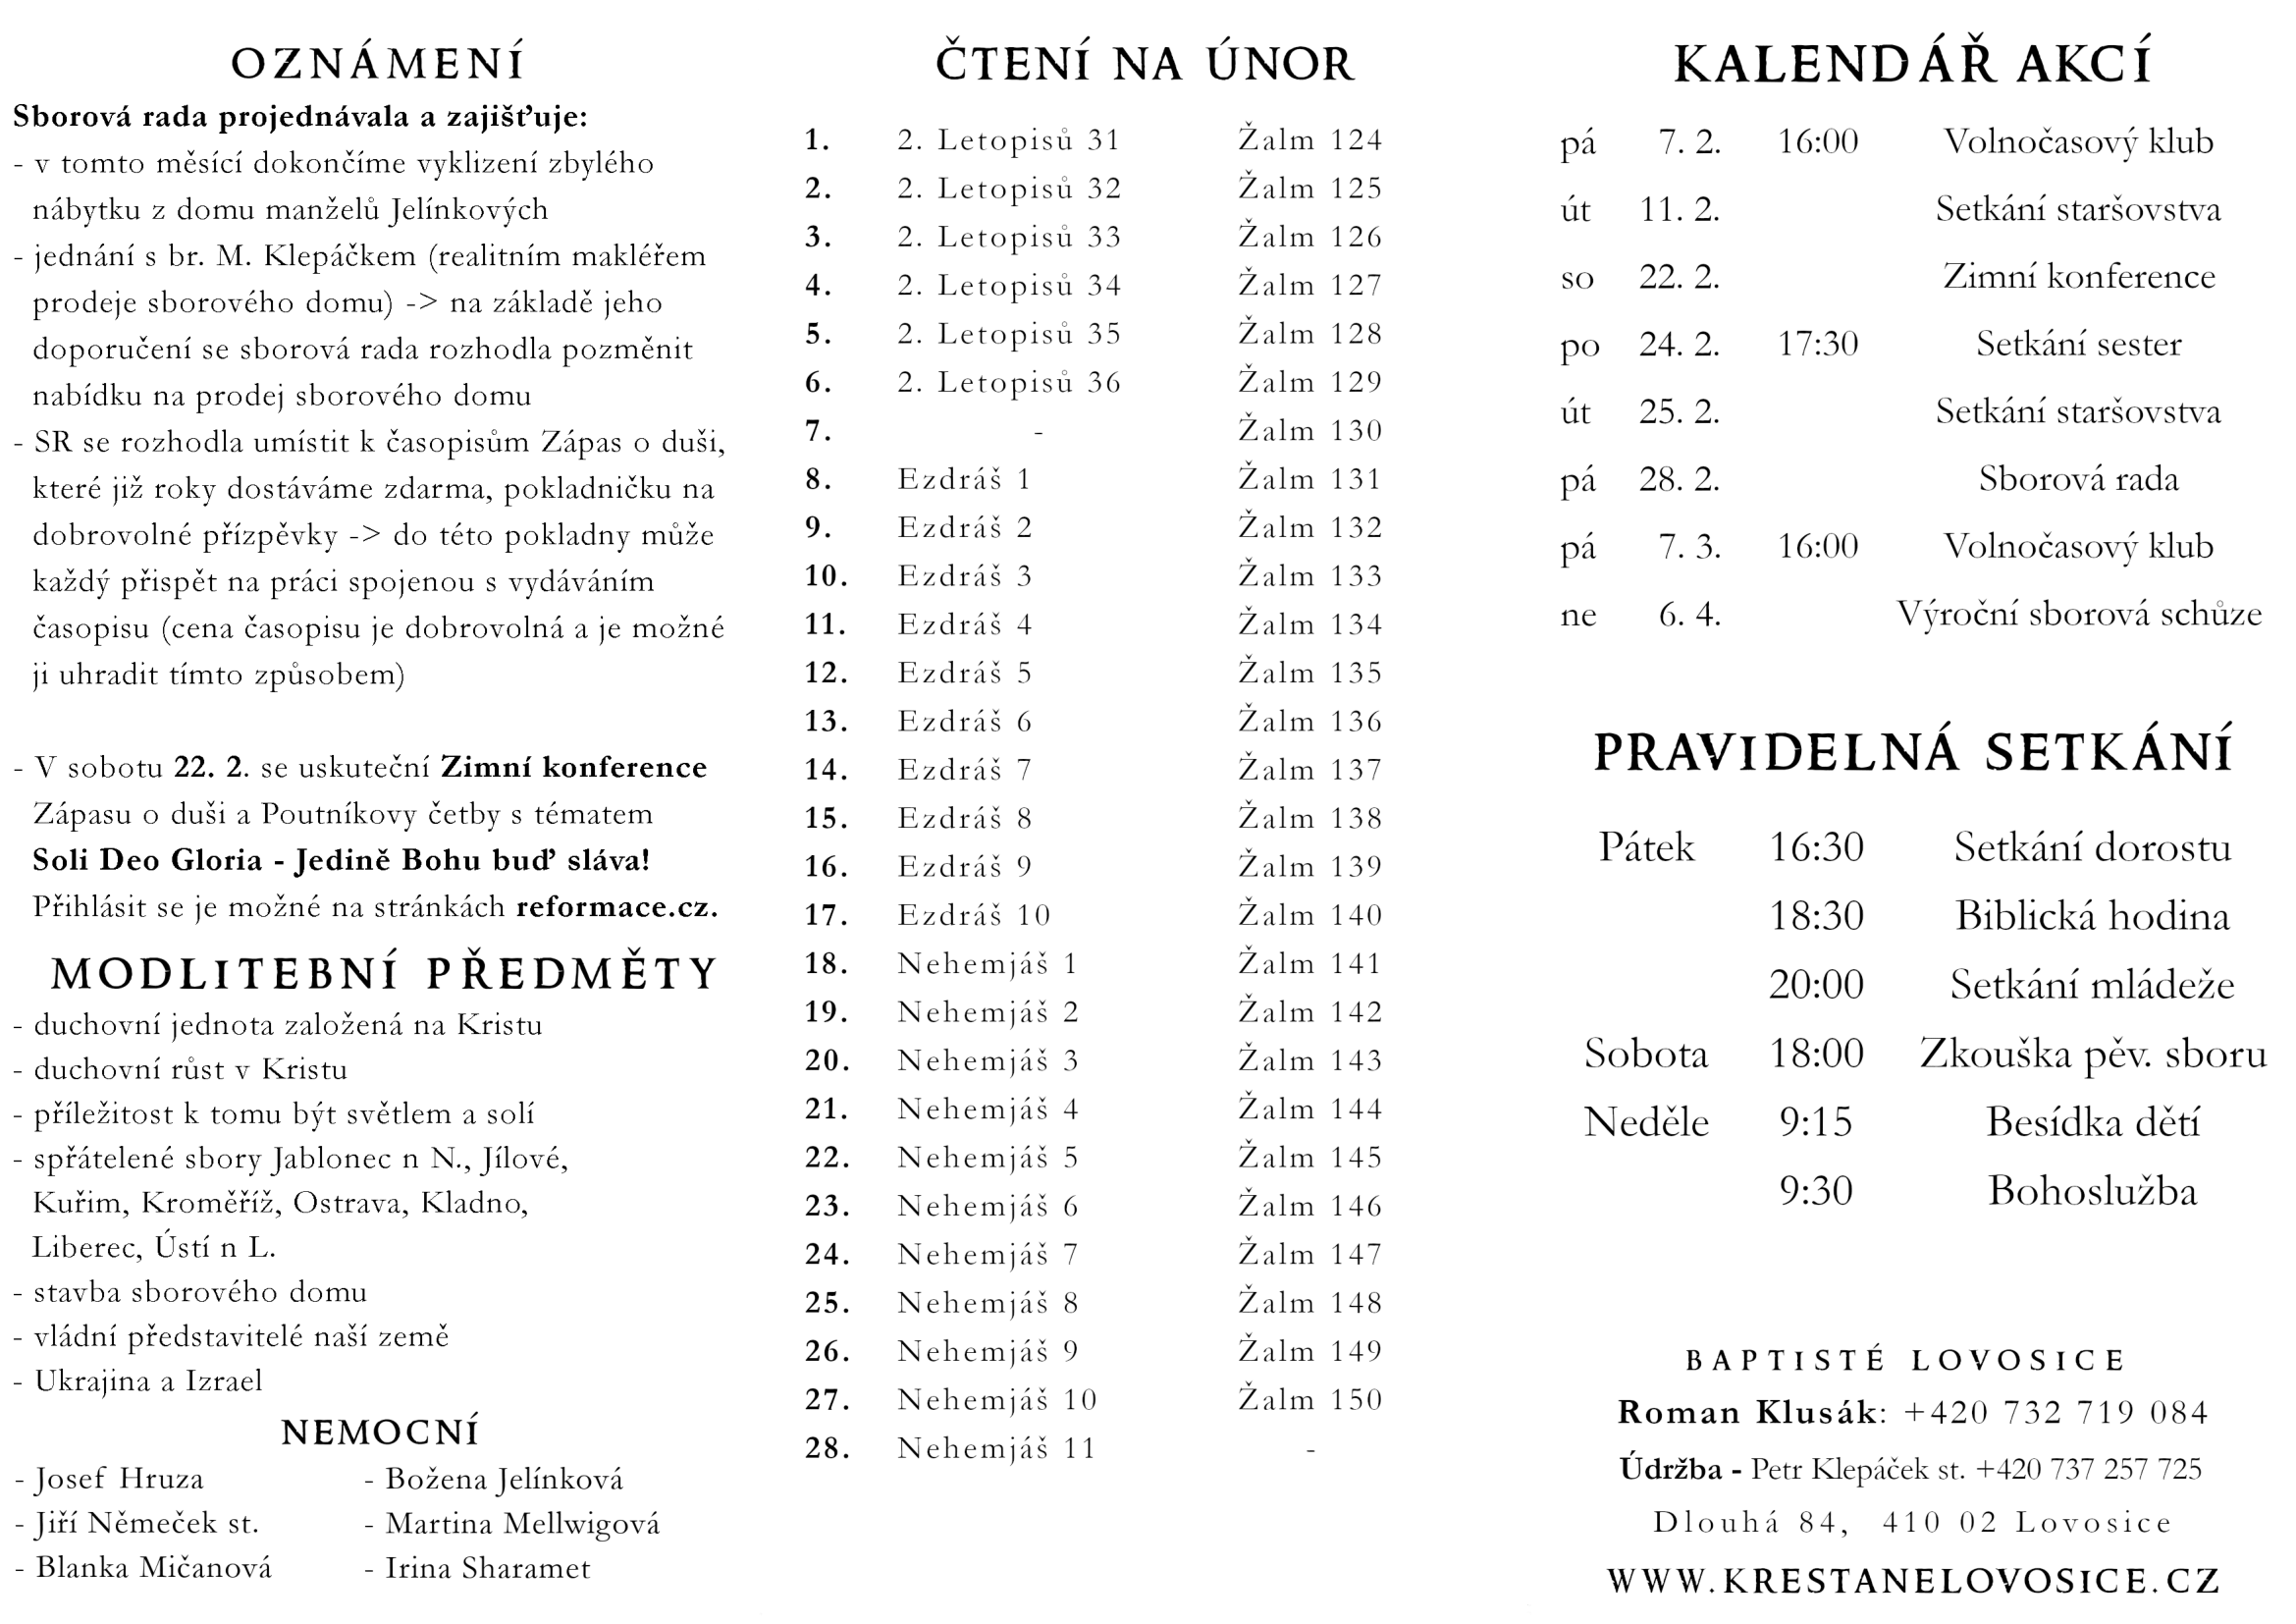 OZNÁMENÍ
Sborová rada projednávala a zajišťuje:
- v tomto měsící dokončíme vyklizení zbylého
nábytku z domu manželů Jelínkových
- jednání s br. M. Klepáčkem (realitním makléřem
prodeje sborového domu) -> na základě jeho
doporučení se sborová rada rozhodla pozměnit
nabídku na prodej sborového domu
- SR se rozhodla umístit k časopisům Zápas o duši,
které již roky dostáváme zdarma, pokladničku na
dobrovolné přízpěvky -> do této pokladny může
každý přispět na práci spojenou s vydáváním
časopisu (cena časopisu je dobrovolná a je možné
ji uhradit tímto způsobem)
- V sobotu 22. 2. se uskuteční Zimní konference
Zápasu o duši a Poutníkovy četby s tématem
Soli Deo Gloria - Jedině Bohu buď sláva!
Přihlásit se je možné na stránkách reformace.cz.
MODLITEBNÍ PŘEDMĚTY
- duchovní jednota založená na Kristu
- duchovní růst v Kristu
- příležitost k tomu být světlem a solí
- spřátelené sbory Jablonec n N., Jílové,
Kuřim, Kroměříž, Ostrava, Kladno,
Liberec, Ústí n L.
- stavba sborového domu
- vládní představitelé naší země
- Ukrajina a Izrael
NEMOCNÍ
- Josef Hruza - Božena Jelínková
- Jiří Němeček st. - Martina Mellwigová
- Blanka Mičanová - Irina Sharamet
ČTENÍ NA ÚNOR
1. 2. Letopisů 31 Žalm 124
2. 2. Letopisů 32 Žalm 125
3. 2. Letopisů 33 Žalm 126
4. 2. Letopisů 34 Žalm 127
5. 2. Letopisů 35 Žalm 128
6. 2. Letopisů 36 Žalm 129
7. - Žalm 130
8. Ezdráš 1 Žalm 131
9. Ezdráš 2 Žalm 132
10. Ezdráš 3 Žalm 133
11. Ezdráš 4 Žalm 134
12. Ezdráš 5 Žalm 135
13. Ezdráš 6 Žalm 136
14. Ezdráš 7 Žalm 137
15. Ezdráš 8 Žalm 138
16. Ezdráš 9 Žalm 139
17. Ezdráš 10 Žalm 140
18. Nehemjáš 1 Žalm 141
19. Nehemjáš 2 Žalm 142
20. Nehemjáš 3 Žalm 143
21. Nehemjáš 4 Žalm 144
22. Nehemjáš 5 Žalm 145
23. Nehemjáš 6 Žalm 146
24. Nehemjáš 7 Žalm 147
25. Nehemjáš 8 Žalm 148
26. Nehemjáš 9 Žalm 149
27. Nehemjáš 10 Žalm 150
28. Nehemjáš 11 -
KALENDÁŘ AKCÍ
pá 7. 2. 16:00 Volnočasový klub
út 11. 2. Setkání staršovstva
so 22. 2. Zimní konference
po 24. 2. 17:30 Setkání sester
út 25. 2. Setkání staršovstva
pá 28. 2. Sborová rada
pá 7. 3. 16:00 Volnočasový klub
ne 6. 4. Výroční sborová schůze
PRAVIDELNÁ SETKÁNÍ
Pátek 16:30 Setkání dorostu
18:30 Biblická hodina
20:00 Setkání mládeže
Sobota 18:00 Zkouška pěv. sboru
Neděle 9:15 Besídka dětí
9:30 Bohoslužba
BAPTISTÉ LOVOSICE
Roman Klusák: +420 732 719 084
Údržba - Petr Klepáček st. +420 737 257 725
Dlouhá 84, 410 02 Lovosice
WWW.KRESTANELOVOSICE.CZ